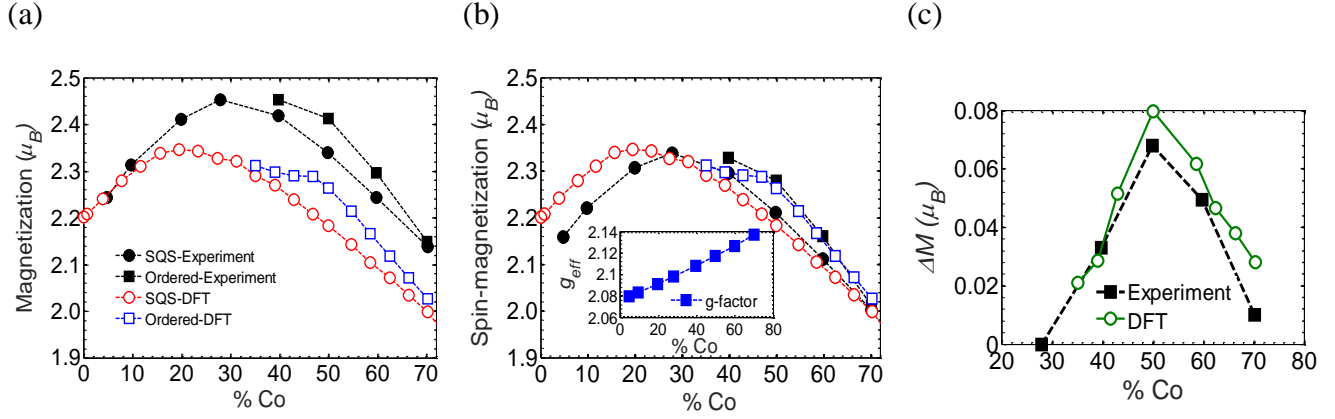 (a)
(b)
(c)
Magnetization (μB)
2.5
2.4
2.3
2.2
2.1
2.0
1.9
0 10 20 30 40 50 60 70
% Co
SQS-Experiment
Ordered-Experiment
SQS-DFT
Ordered-DFT
Spin-magnetization (μB)
2.5
2.4
2.3
2.2
2.1
2.0
1.9
0 10 20 30 40 50 60 70
% Co
geff
2.14
2.12
2.1
2.08
2.06
0 20 40 60 80
% Co
g-factor
ΔM (μB)
0.08
0.06
0.04
0.02
0
20 30 40 50 60 70 80
% Co
Experiment
DFT